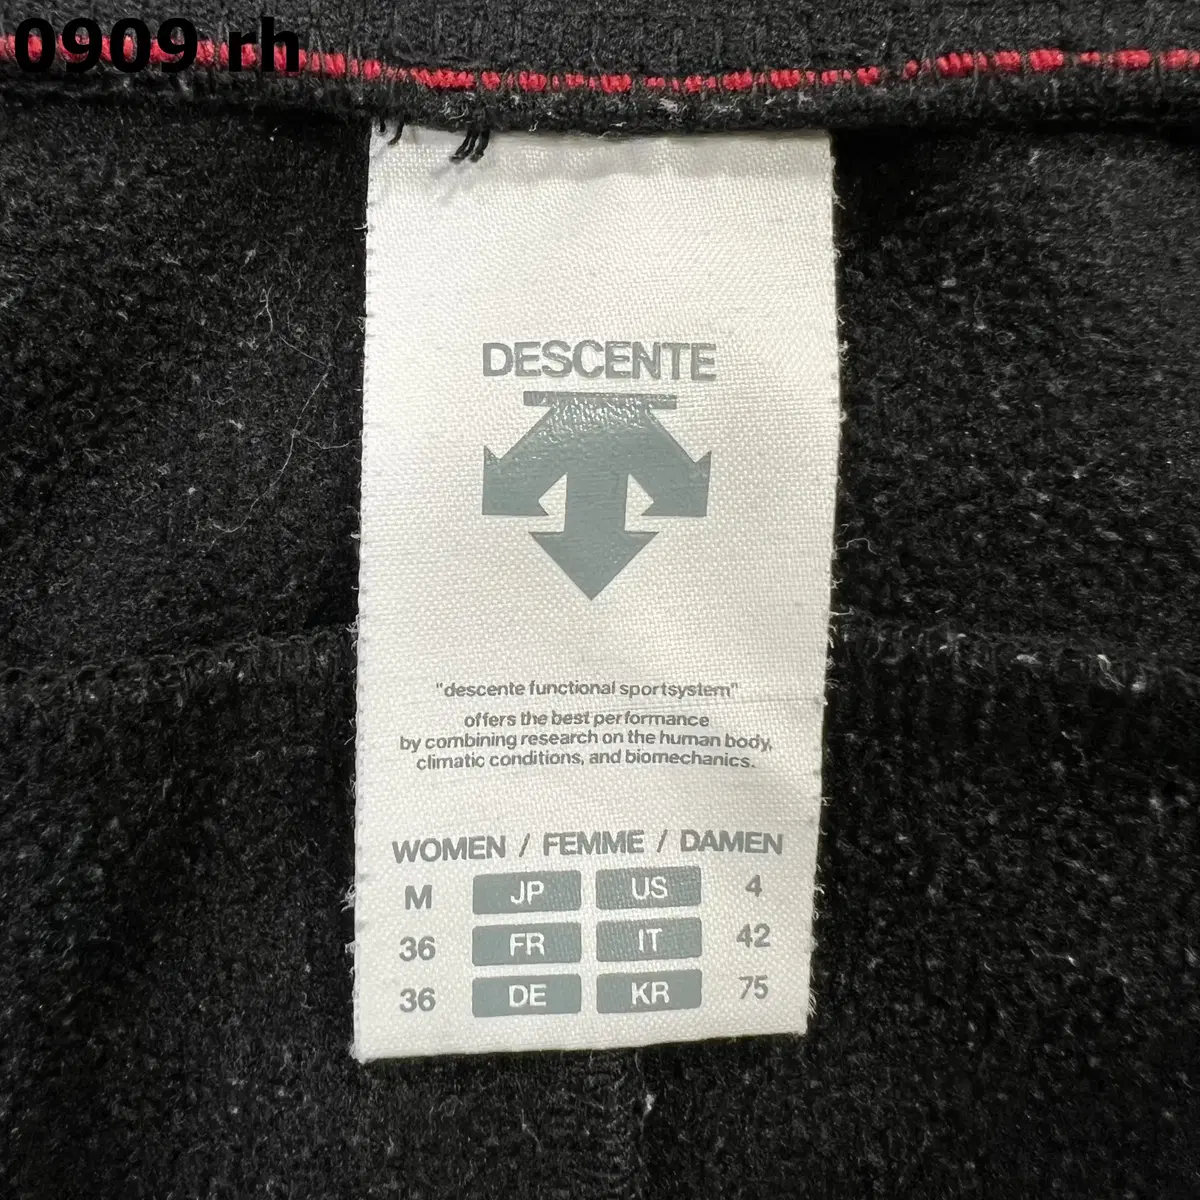 0909 rh
DESCENTE
"descente functional sportsystem"
offers the best performance
by combining research on the human body,
climatic conditions, and biomechanics.
WOMEN / FEMME / DAMEN
M JP US 4
36 FR IT 42
36 DE KR 75